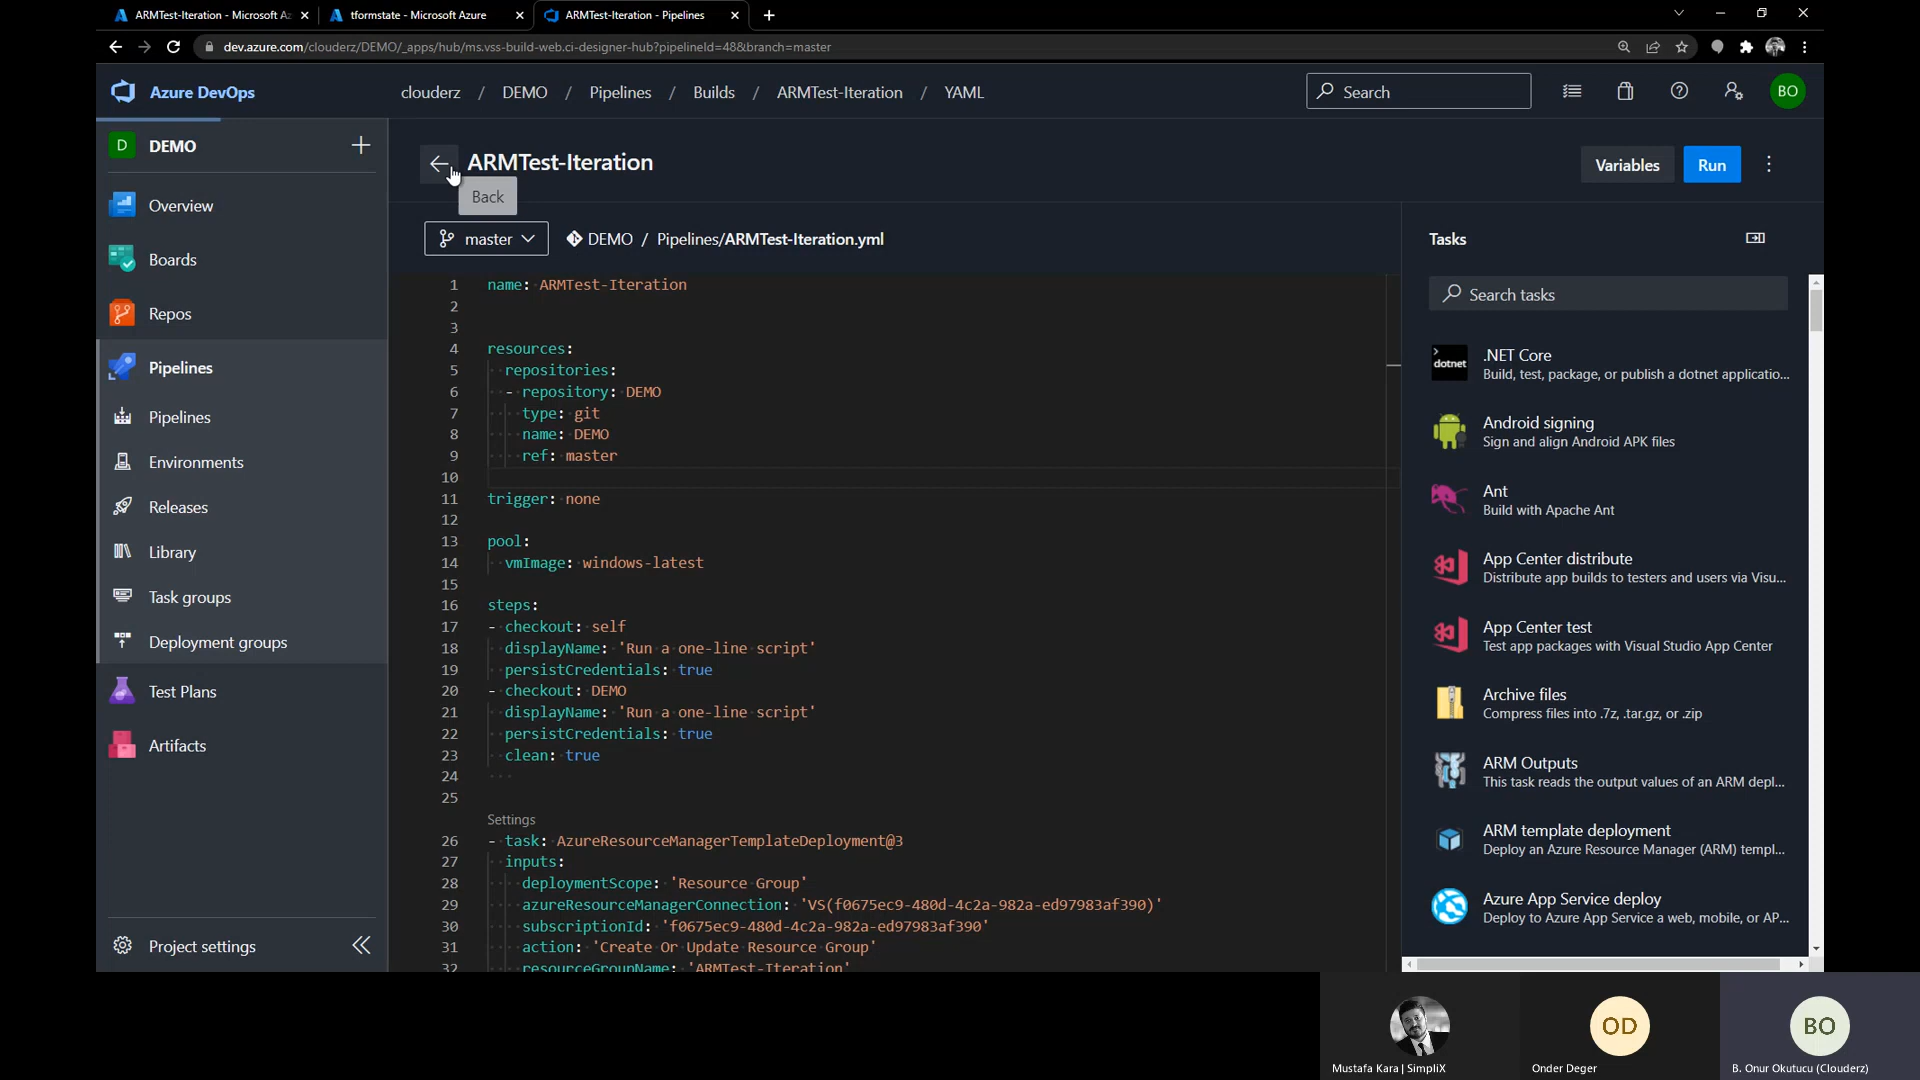 ARMTest-Iteration - Microsoft Az
tformstate - Microsoft Azure
ARMTest-Iteration - Pipelines
dev.azure.com/clouderz/DEMO/_apps/hub/ms.vss-build-web.ci-designer-hub?pipelineId=48&branch=master
Azure DevOps
clouderz / DEMO / Pipelines / Builds / ARMTest-Iteration / YAML
Search
BO
D DEMO
Overview
Boards
Repos
Pipelines
Pipelines
Environments
Releases
Library
Task groups
Deployment groups
Test Plans
Artifacts
Project settings
ARMTest-Iteration
Back
Variables
Run
master
DEMO / Pipelines/ARMTest-Iteration.yml
1 name: ARMTest-Iteration
2
3
4 resources:
5 repositories:
6 - repository: DEMO
7 type: git
8 name: DEMO
9 ref: master
10
11 trigger: none
12
13 pool:
14 vmImage: windows-latest
15
16 steps:
17 - checkout: self
18 displayName: 'Run a one-line script'
19 persistCredentials: true
20 - checkout: DEMO
21 displayName: 'Run a one-line script'
22 persistCredentials: true
23 clean: true
24
25
Settings
26 - task: AzureResourceManagerTemplateDeployment@3
27 inputs:
28 deploymentScope: 'Resource Group'
29 azureResourceManagerConnection: 'VS(f0675ec9-480d-4c2a-982a-ed97983af390)'
30 subscriptionId: 'f0675ec9-480d-4c2a-982a-ed97983af390'
31 action: 'Create Or Update Resource Group'
32 resourceGroupName: 'ARMTest-Iteration'
Tasks
Search tasks
dotnet
.NET Core
Build, test, package, or publish a dotnet applicatio...
Android signing
Sign and align Android APK files
Ant
Build with Apache Ant
App Center distribute
Distribute app builds to testers and users via Visu...
App Center test
Test app packages with Visual Studio App Center
Archive files
Compress files into .7z, .tar.gz, or .zip
ARM Outputs
This task reads the output values of an ARM depl...
ARM template deployment
Deploy an Azure Resource Manager (ARM) templ...
Azure App Service deploy
Deploy to Azure App Service a web, mobile, or AP...
Mustafa Kara | SimpliX
OD
Onder Deger
BO
B. Onur Okutucu (Clouderz)